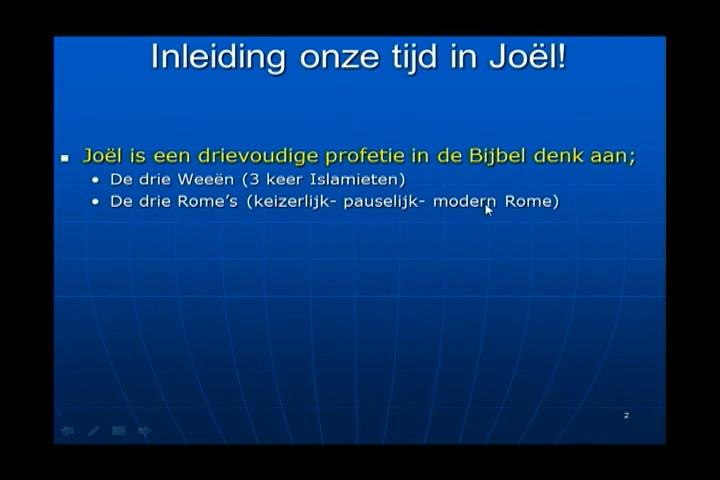 Inleiding onze tijd in Joël!
Joël is een drievoudige profetie in de Bijbel denk aan;
De drie Weeën (3 keer Islamieten)
De drie Rome's (keizerlijk- pauselijk- modern Rome)
2